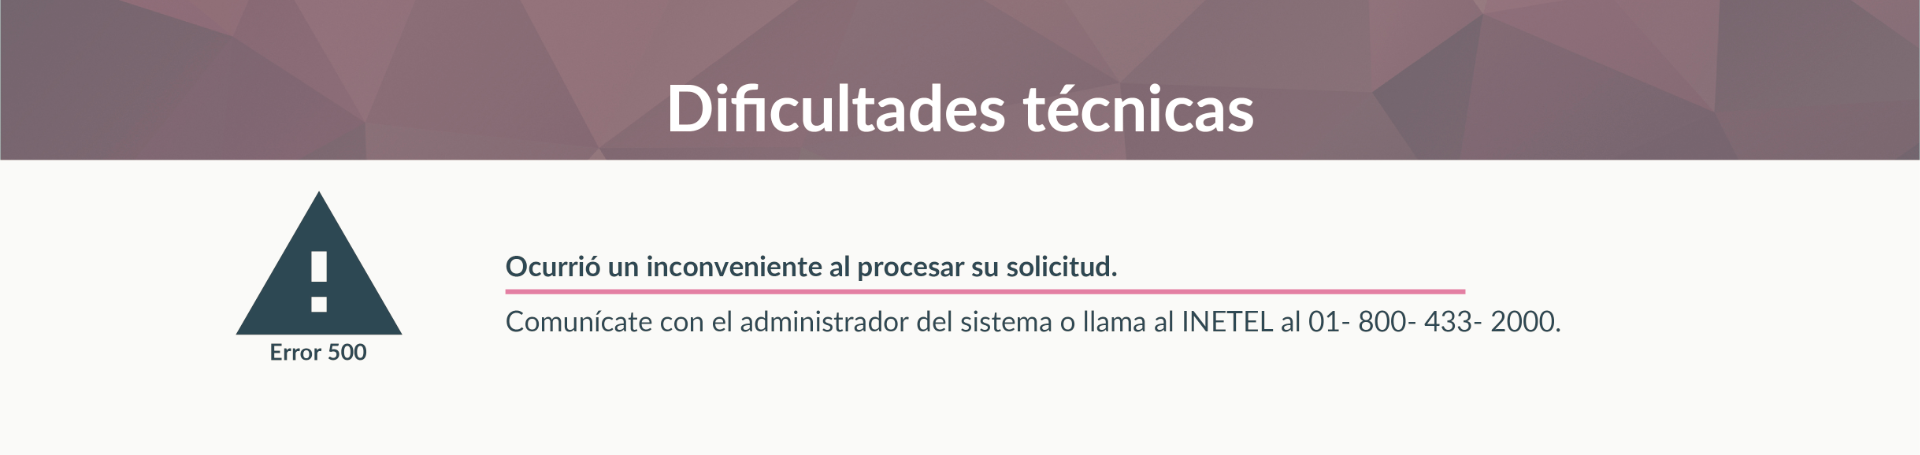 Dificultades técnicas
Ocurrió un inconveniente al procesar su solicitud.
Comunícate con el administrador del sistema o llama al INETEL al 01- 800- 433- 2000.
Error 500